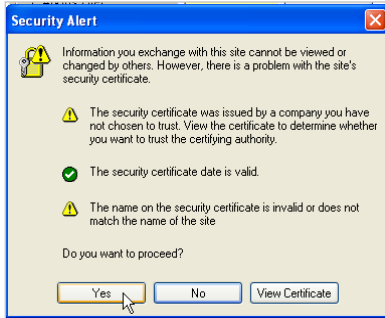 Security Alert
Information you exchange with this site cannot be viewed or
changed by others. However, there is a problem with the site's
security certificate.
The security certificate was issued by a company you have
not chosen to trust. View the certificate to determine whether
you want to trust the certifying authority.
The security certificate date is valid.
The name on the security certificate is invalid or does not
match the name of the site
Do you want to proceed?
Yes
No
View Certificate